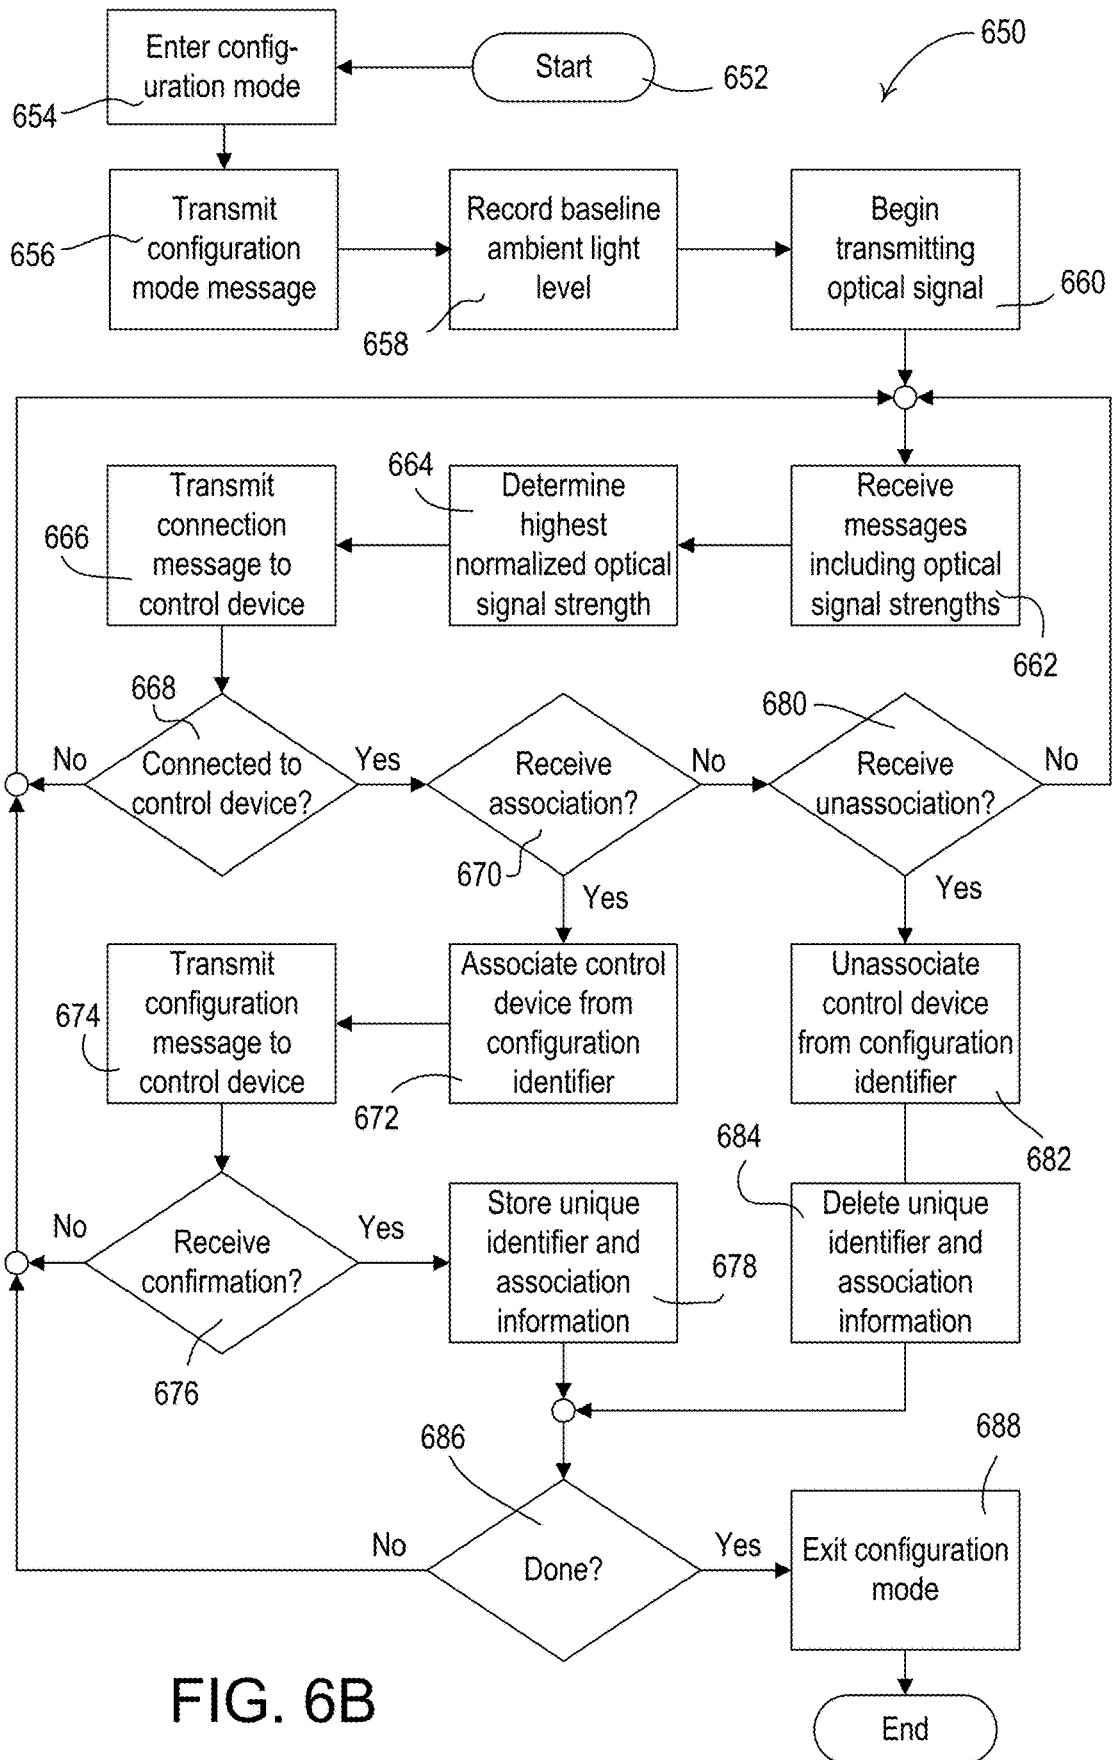 650
Start
652
Enter config-
uration mode
654
Transmit
configuration
mode message
656
Record baseline
ambient light
level
658
Begin
transmitting
optical signal
660
Receive
messages
including optical
signal strengths
662
Determine
highest
normalized optical
signal strength
664
Transmit
connection
message to
control device
666
668
Connected to
control device?
No
Yes
Receive
association?
670
No
Yes
680
Receive
unassociation?
No
Yes
Associate control
device from
configuration
identifier
672
Transmit
configuration
message to
control device
674
Unassociate
control device
from configuration
identifier
682
Receive
confirmation?
676
No
Yes
Store unique
identifier and
association
information
678
684
Delete unique
identifier and
association
information
686
Done?
No
Yes
688
Exit configuration
mode
End
FIG. 6B